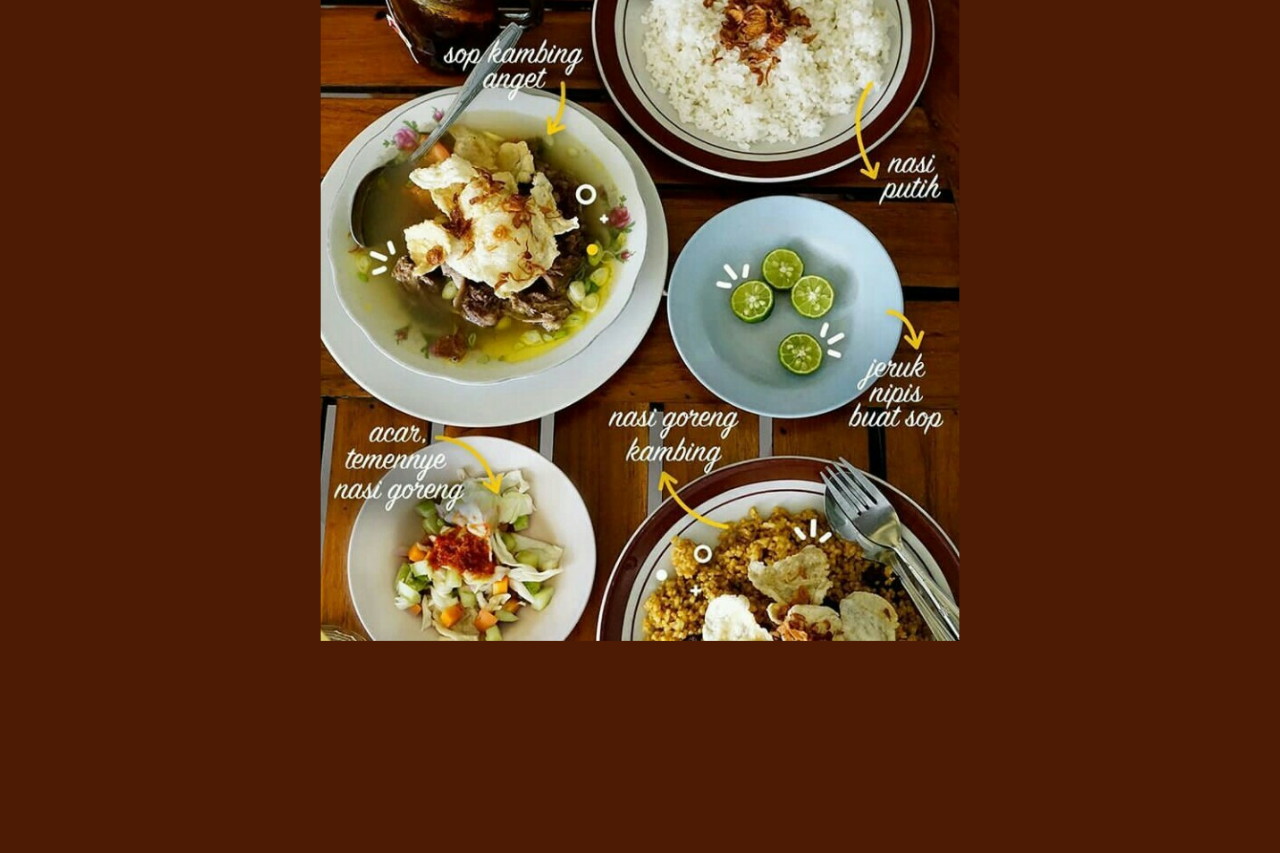 sop kambing
anget
nasi
putih
jeruk
nipis
buat sop
nasi goreng
kambing
acar,
temennye
nasi goreng